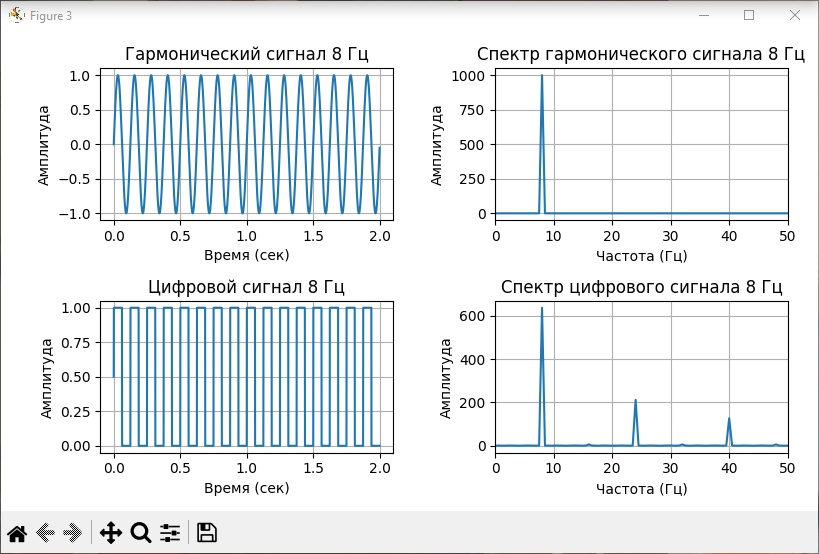 Figure 3
Гармонический сигнал 8 Гц
Амплитуда
1.0
0.5
0.0
−0.5
−1.0
0.0 0.5 1.0 1.5 2.0
Время (сек)
Спектр гармонического сигнала 8 Гц
Амплитуда
1000
750
500
250
0
0 10 20 30 40 50
Частота (Гц)
Цифровой сигнал 8 Гц
Амплитуда
1.00
0.75
0.50
0.25
0.00
0.0 0.5 1.0 1.5 2.0
Время (сек)
Спектр цифрового сигнала 8 Гц
Амплитуда
600
400
200
0
0 10 20 30 40 50
Частота (Гц)